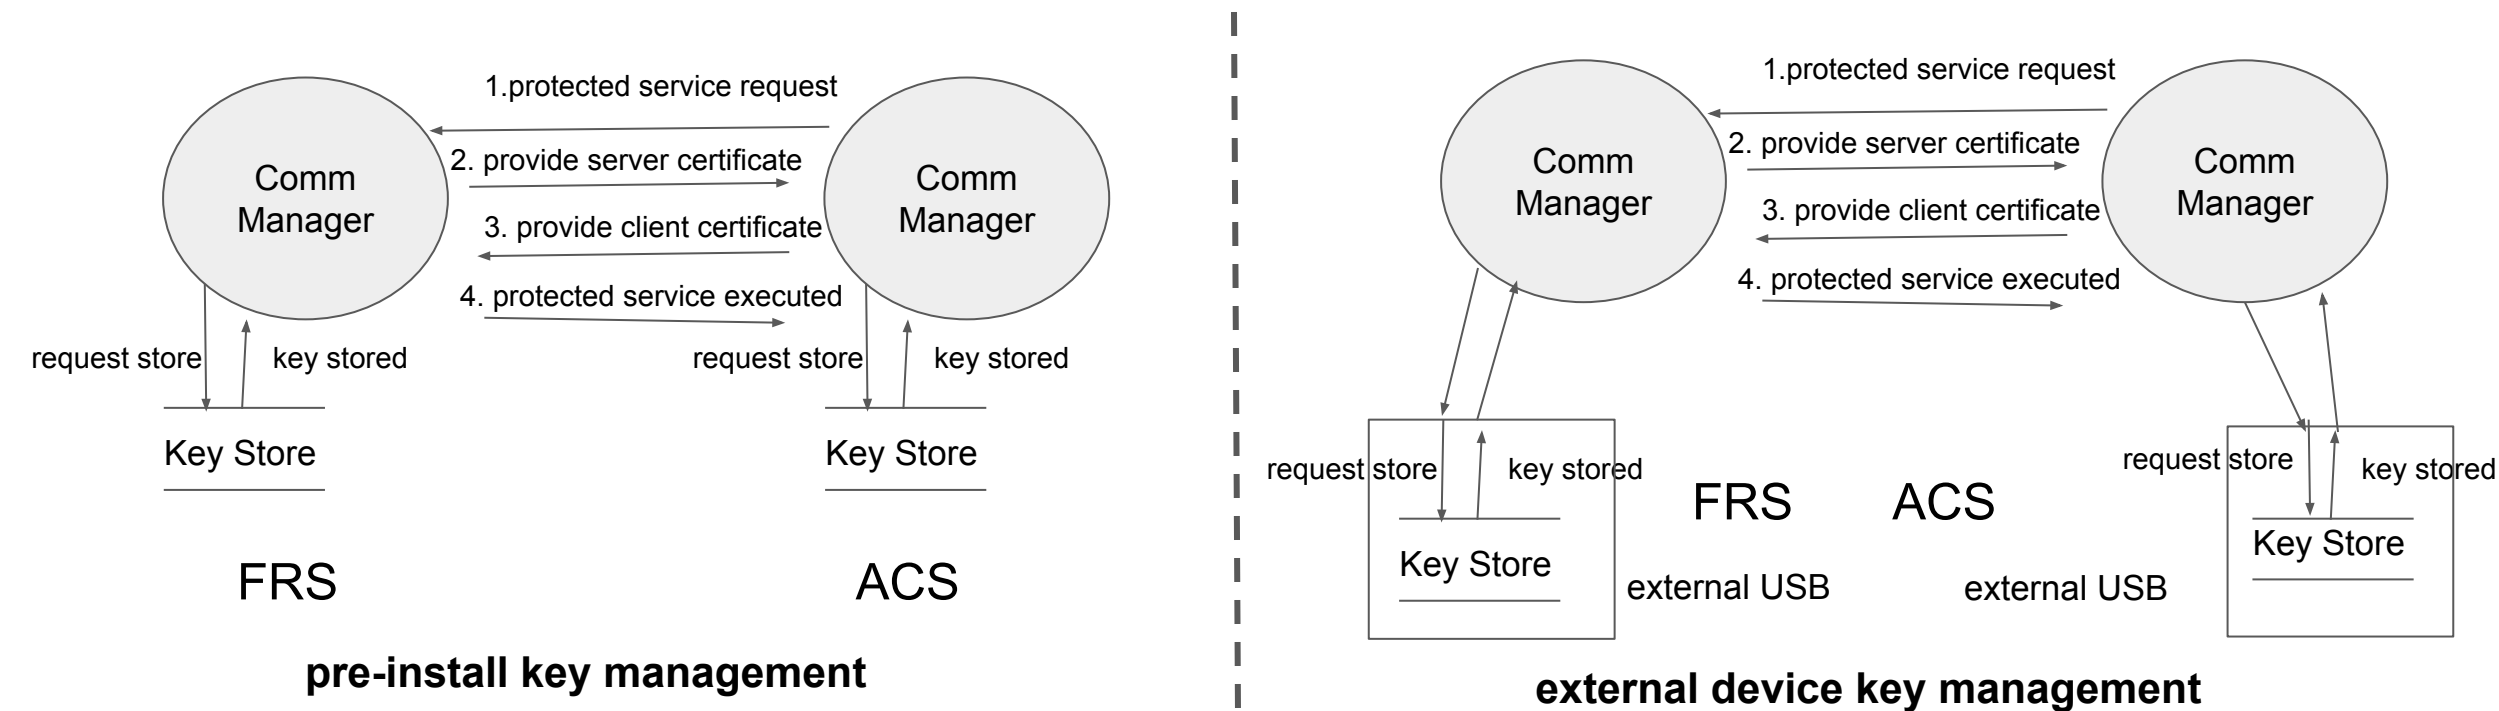 1.protected service request
2. provide server certificate
3. provide client certificate
4. protected service executed
Comm
Manager
Comm
Manager
request store
key stored
request store
key stored
Key Store
Key Store
FRS
ACS
pre-install key management
1.protected service request
2. provide server certificate
3. provide client certificate
4. protected service executed
Comm
Manager
Comm
Manager
request store
key stored
request store
key stored
Key Store
Key Store
FRS
ACS
external USB
external USB
external device key management